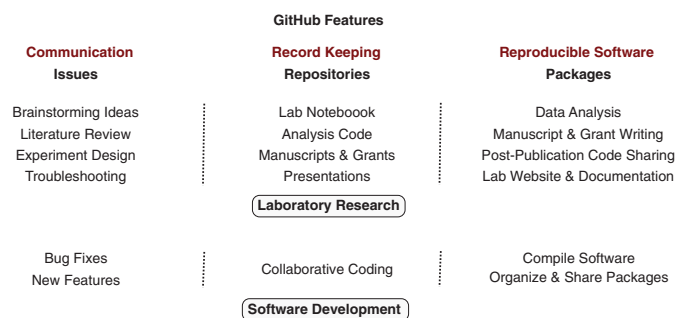 GitHub Features
Communication
Record Keeping
Reproducible Software
Issues
Repositories
Packages
Brainstorming Ideas
Lab Noteboook
Data Analysis
Literature Review
Analysis Code
Manuscript & Grant Writing
Experiment Design
Manuscripts & Grants
Post-Publication Code Sharing
Troubleshooting
Presentations
Lab Website & Documentation
Laboratory Research
Bug Fixes
New Features
Collaborative Coding
Compile Software
Organize & Share Packages
Software Development